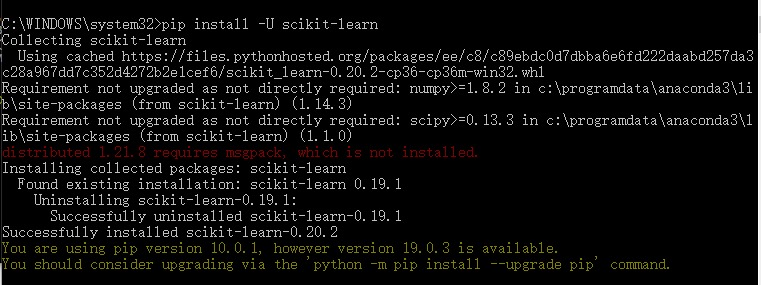 C:\WINDOWS\system32>pip install -U scikit-learn
Collecting scikit-learn
  Using cached https://files.pythonhosted.org/packages/ee/c8/c89ebdc0d7dbba6e6fd222daabd257da3
c28a967dd7c352d4272b2e1cef6/scikit_learn-0.20.2-cp36-cp36m-win32.whl
Requirement not upgraded as not directly required: numpy>=1.8.2 in c:\programdata\anaconda3\li
b\site-packages (from scikit-learn) (1.14.3)
Requirement not upgraded as not directly required: scipy>=0.13.3 in c:\programdata\anaconda3\l
ib\site-packages (from scikit-learn) (1.1.0)
distributed 1.21.8 requires msgpack, which is not installed.
Installing collected packages: scikit-learn
  Found existing installation: scikit-learn 0.19.1
    Uninstalling scikit-learn-0.19.1:
      Successfully uninstalled scikit-learn-0.19.1
Successfully installed scikit-learn-0.20.2
You are using pip version 10.0.1, however version 19.0.3 is available.
You should consider upgrading via the 'python -m pip install --upgrade pip' command.